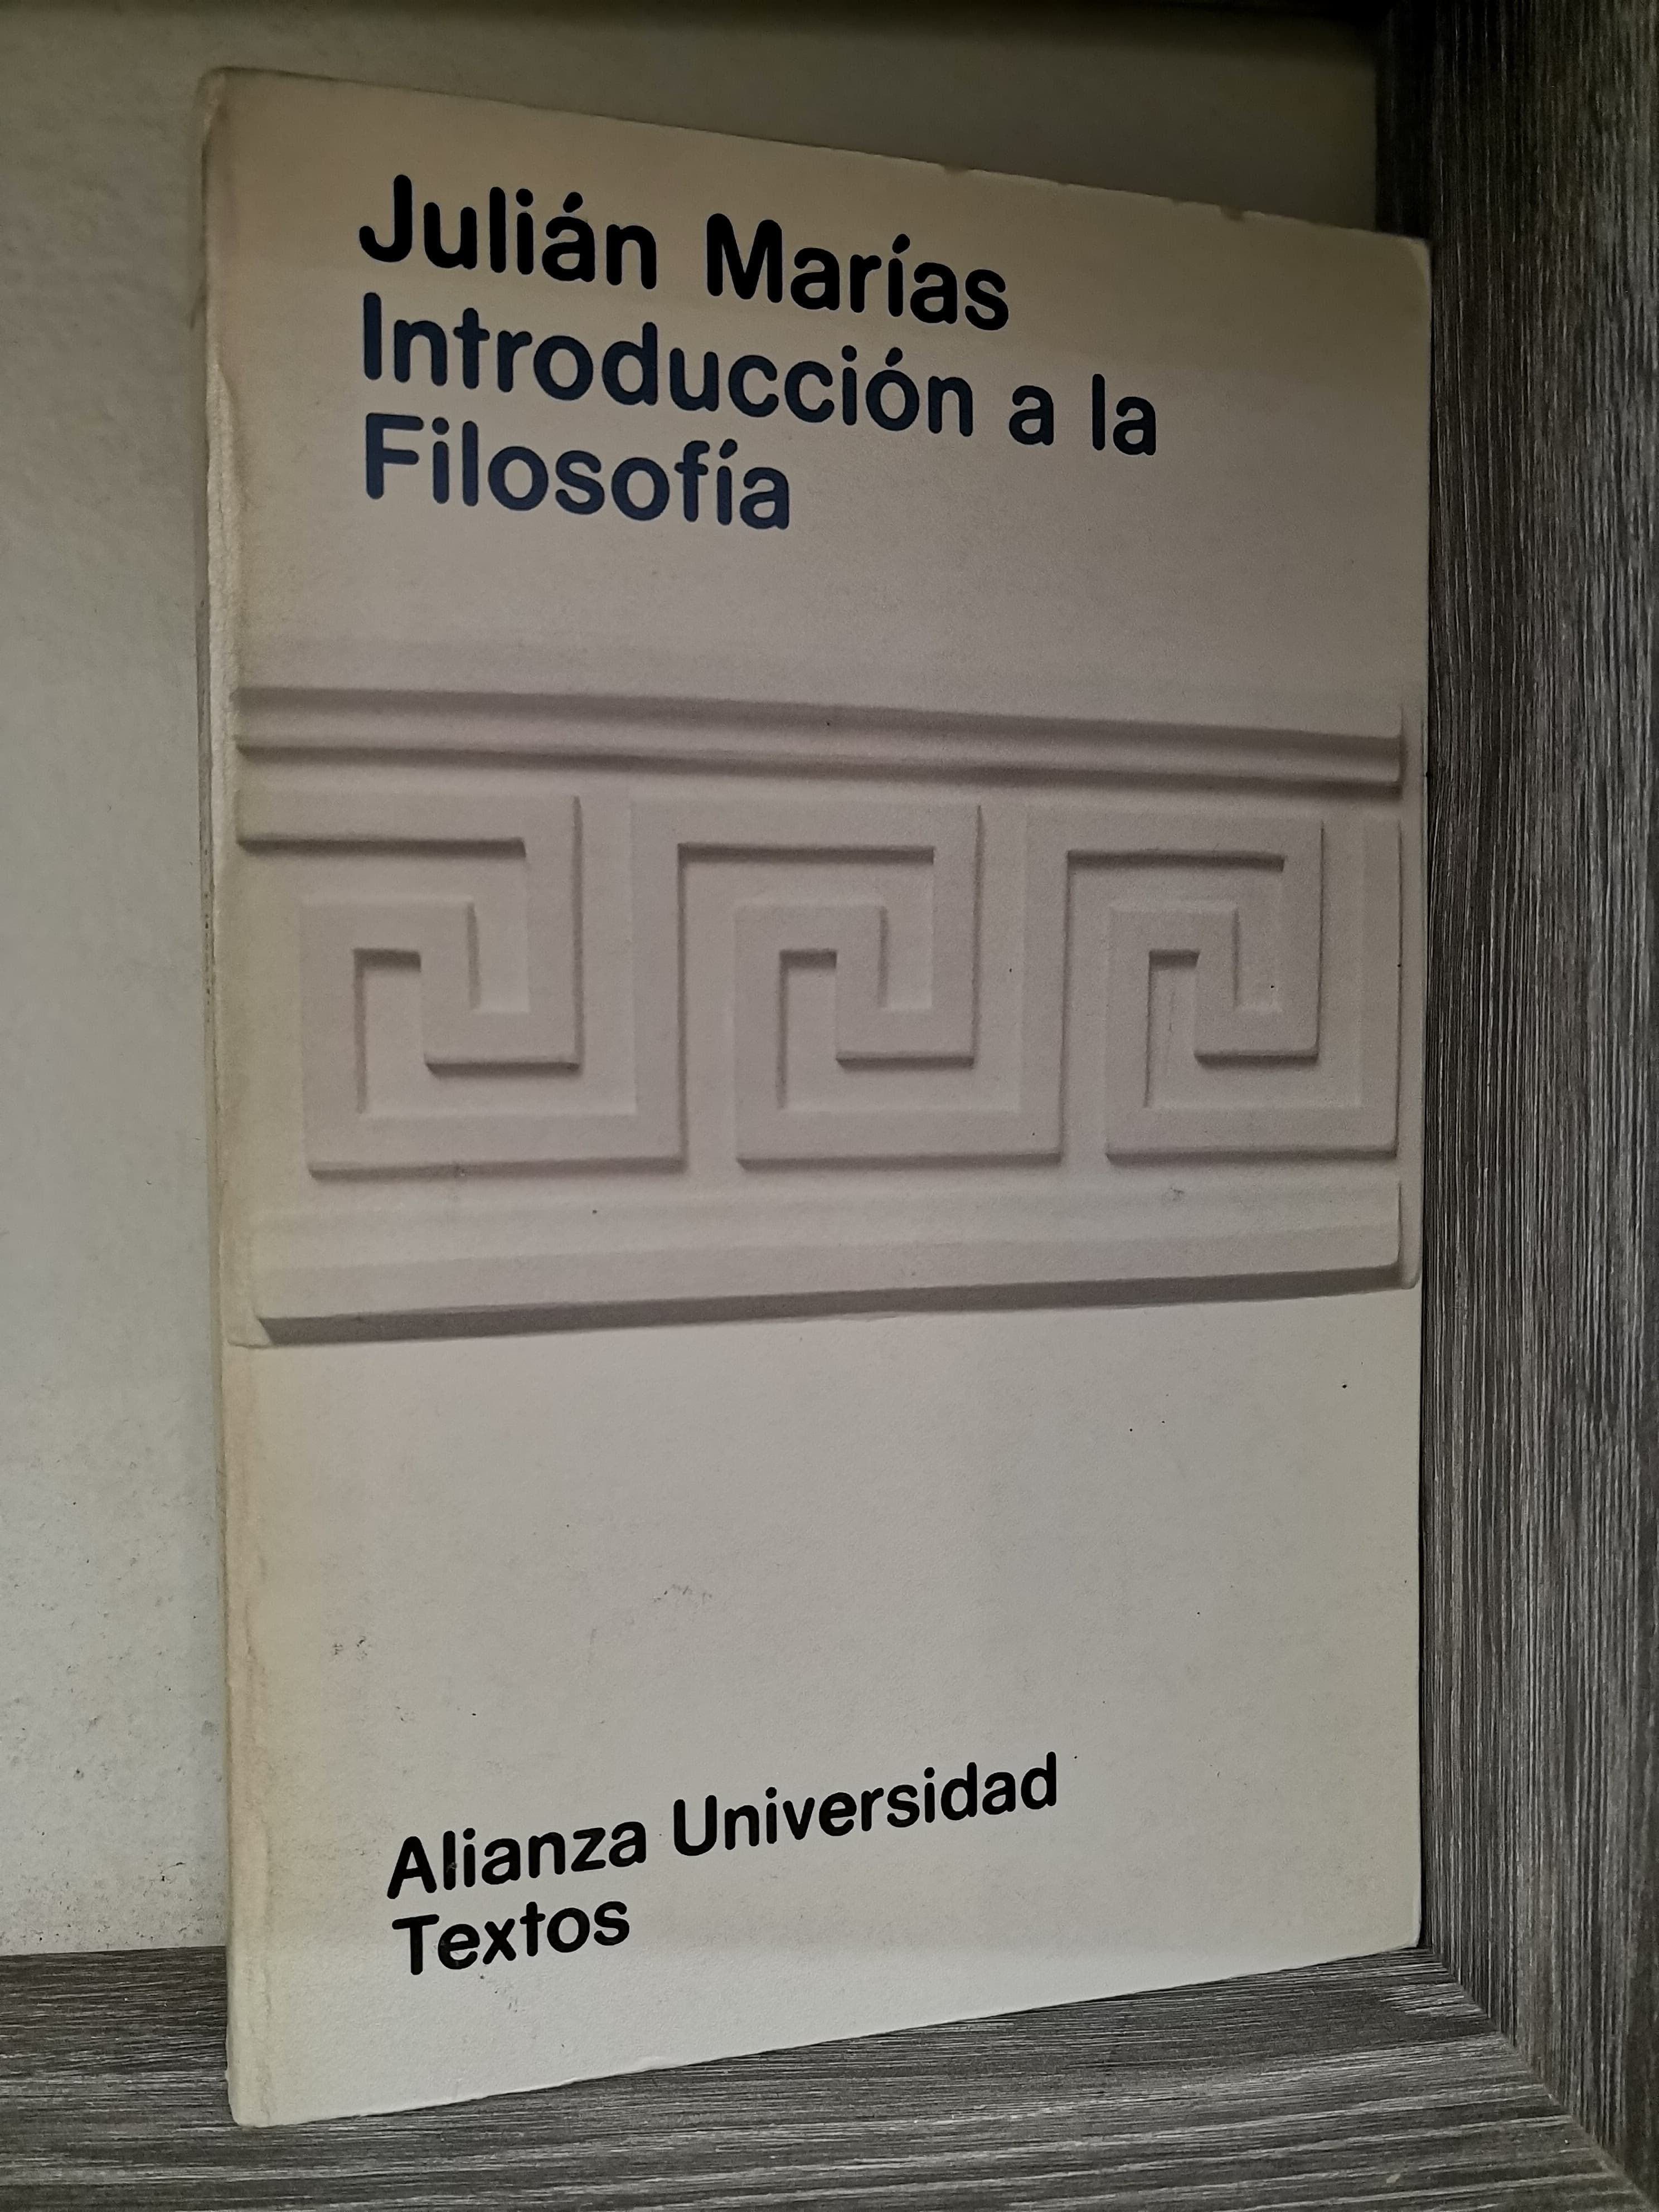 Julián Marías
Introducción a la
Filosofía
Alianza Universidad
Textos